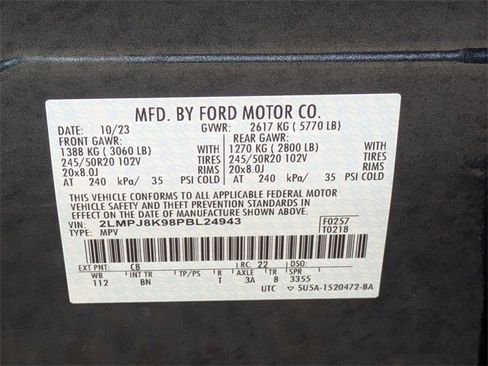 MFD. BY FORD MOTOR CO.
DATE: 10/23 GVWR: 2617 KG ( 5770 LB)
FRONT GAWR: REAR GAWR:
1388 KG ( 3060 LB) 1270 KG ( 2800 LB)
245/50R20 102V TIRES 245/50R20 102V TIRES
20x8.0J RIMS 20x8.0J RIMS
AT 240 kPa/ 35 PSI COLD AT 240 kPa/ 35 PSI COLD
THIS VEHICLE CONFORMS TO ALL APPLICABLE FEDERAL MOTOR
VEHICLE SAFETY AND THEFT PREVENTION STANDARDS IN
EFFECT ON THE DATE OF MANUFACTURE SHOWN ABOVE.
VIN: 2LMPJ8K98PBL24943 F0257
TYPE: MPV T0218
EXT PNT: C8 RC: 22 DSO:
WB INT TR TP/PS R AXLE TR SPR
112 BN T 3A 8 3355
UTC ▽ 5U5A-1520472-BA